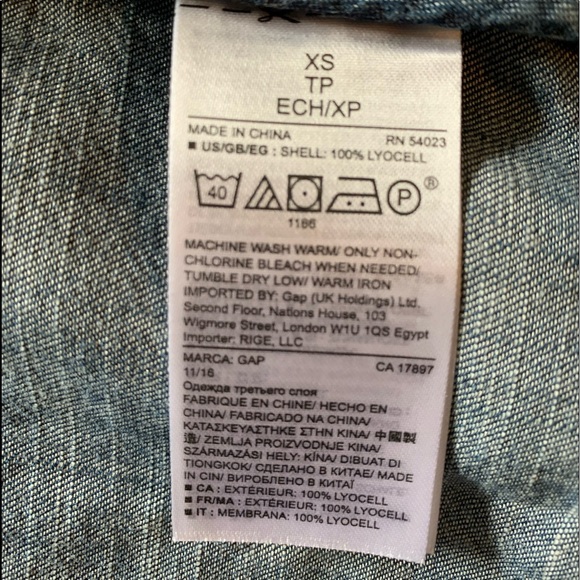 XS
TP
ECH/XP
MADE IN CHINA RN 54023
■ US/GB/EG : SHELL: 100% LYOCELL
40 P ®
1186
MACHINE WASH WARM/ ONLY NON-
CHLORINE BLEACH WHEN NEEDED/
TUMBLE DRY LOW/ WARM IRON
IMPORTED BY: Gap (UK Holdings) Ltd.
Second Floor, Nations House, 103
Wigmore Street, London W1U 1QS Egypt
Importer: RIGE, LLC
MARCA: GAP CA 17897
11/16
Одежда третьего слоя
FABRIQUE EN CHINE/ HECHO EN
CHINA/ FABRICADO NA CHINA/
ΚΑΤΑΣΚΕΥΑΣΤΗΚΕ ΣΤΗΝ ΚΙΝΑ/ 中國製
造/ ZEMLJA PROIZVODNJE KINA/
SZÁRMAZÁSI HELY: KÍNA/ DIBUAT DI
TIONGKOK/ СДЕЛАНО В КИТАЕ/ MADE
IN CIN/ ВИРОБЛЕНО В КИТАЇ
■ CA : EXTÉRIEUR: 100% LYOCELL
■ FR/MA : EXTÉRIEUR: 100% LYOCELL
■ IT : MEMBRANA: 100% LYOCELL